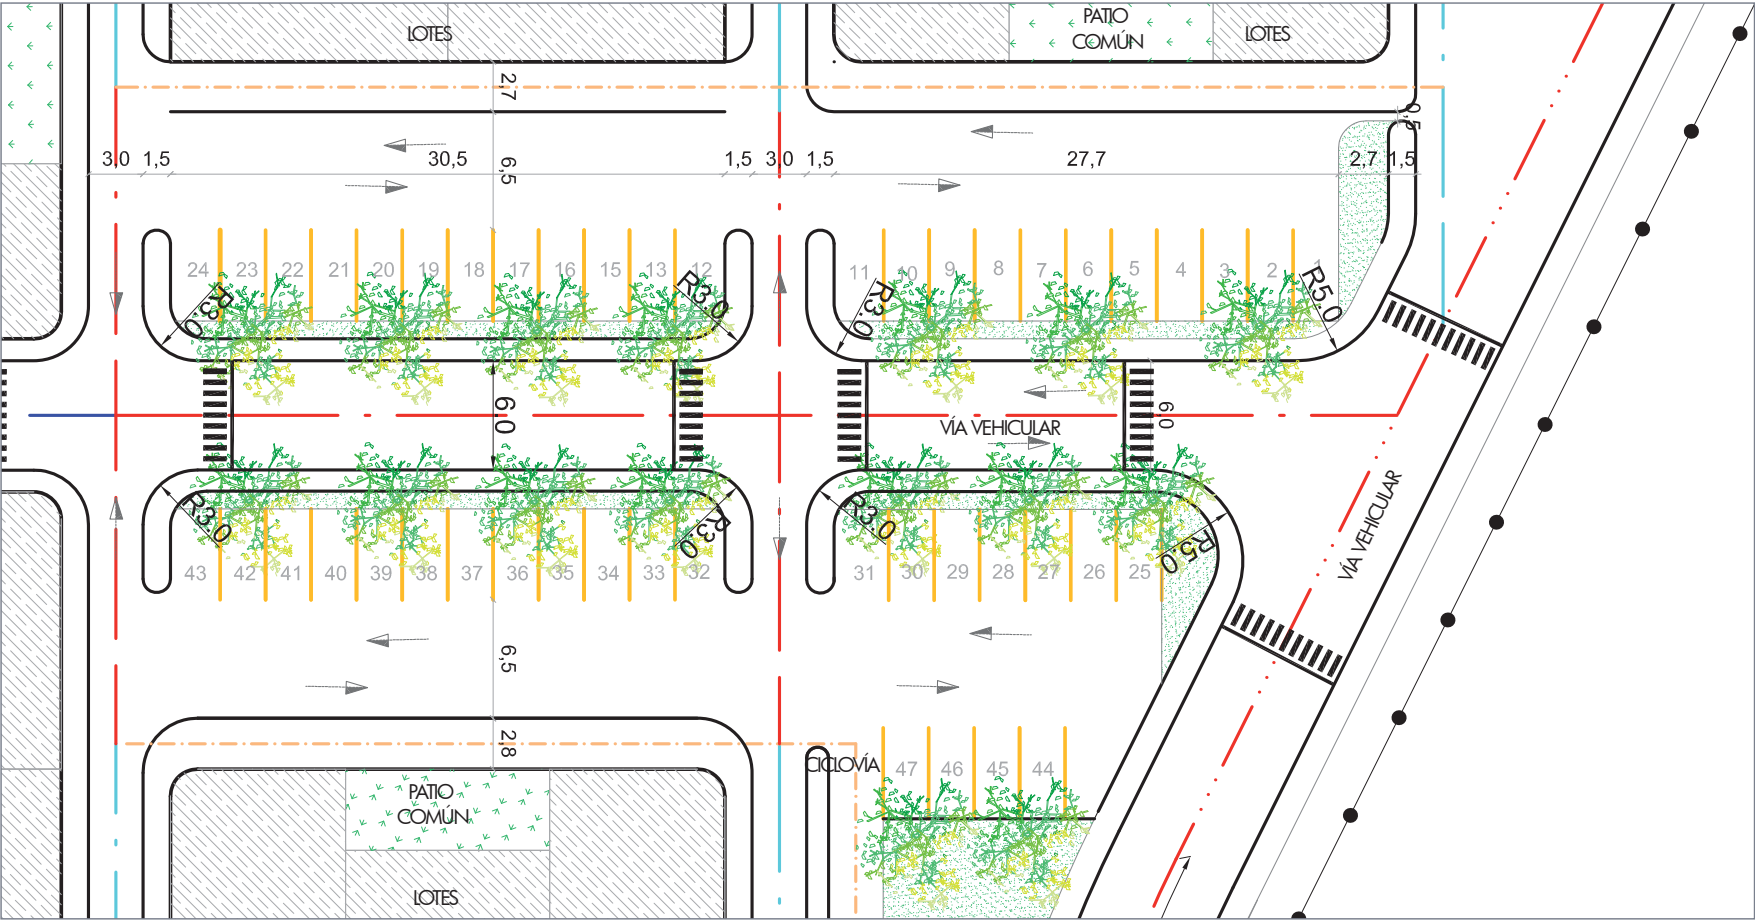 LOTES
PATIO
COMÚN
LOTES
2,7
0,5
3,0 1,5 30,5 6,5 1,5 3,0 1,5 27,7 2,7 1,5
24 23 22 21 20 19 18 17 16 15 13 12
11 10 9 8 7 6 5 4 3 2 1
R3.0
R3.0
R3.0
R5.0
6.0
6,0
VÍA VEHICULAR
R3.0
R3.0
R3.0
R5.0
VÍA VEHICULAR
43 42 41 40 39 38 37 36 35 34 33 32
31 30 29 28 27 26 25
6,5
2,8
CICLOVÍA
47 46 45 44
PATIO
COMÚN
LOTES